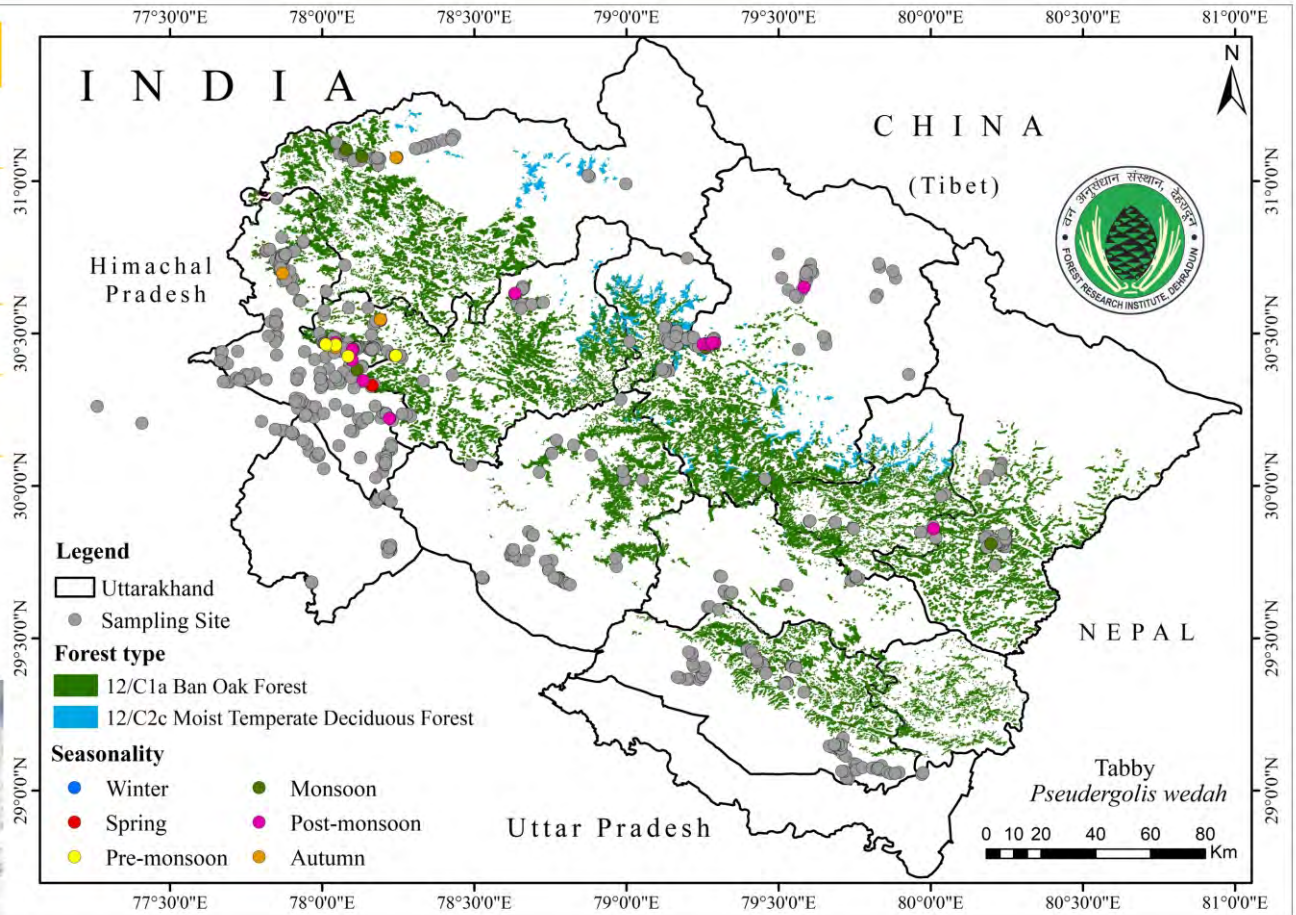 77°30'0"E 78°0'0"E 78°30'0"E 79°0'0"E 79°30'0"E 80°0'0"E 80°30'0"E 81°0'0"E
INDIA
N
CHINA
(Tibet)
वन अनुसंधान संस्थान, देहरादून
FOREST RESEARCH INSTITUTE, DEHRADUN
Himachal
Pradesh
31°0'0"N 31°0'0"N
30°30'0"N 30°30'0"N
30°0'0"N 30°0'0"N
29°30'0"N 29°30'0"N
29°0'0"N 29°0'0"N
Legend
Uttarakhand
Sampling Site
Forest type
12/C1a Ban Oak Forest
12/C2c Moist Temperate Deciduous Forest
Seasonality
Winter
Spring
Pre-monsoon
Monsoon
Post-monsoon
Autumn
NEPAL
Uttar Pradesh
Tabby
Pseudergolis wedah
0 10 20 40 60 80
Km
77°30'0"E 78°0'0"E 78°30'0"E 79°0'0"E 79°30'0"E 80°0'0"E 80°30'0"E 81°0'0"E